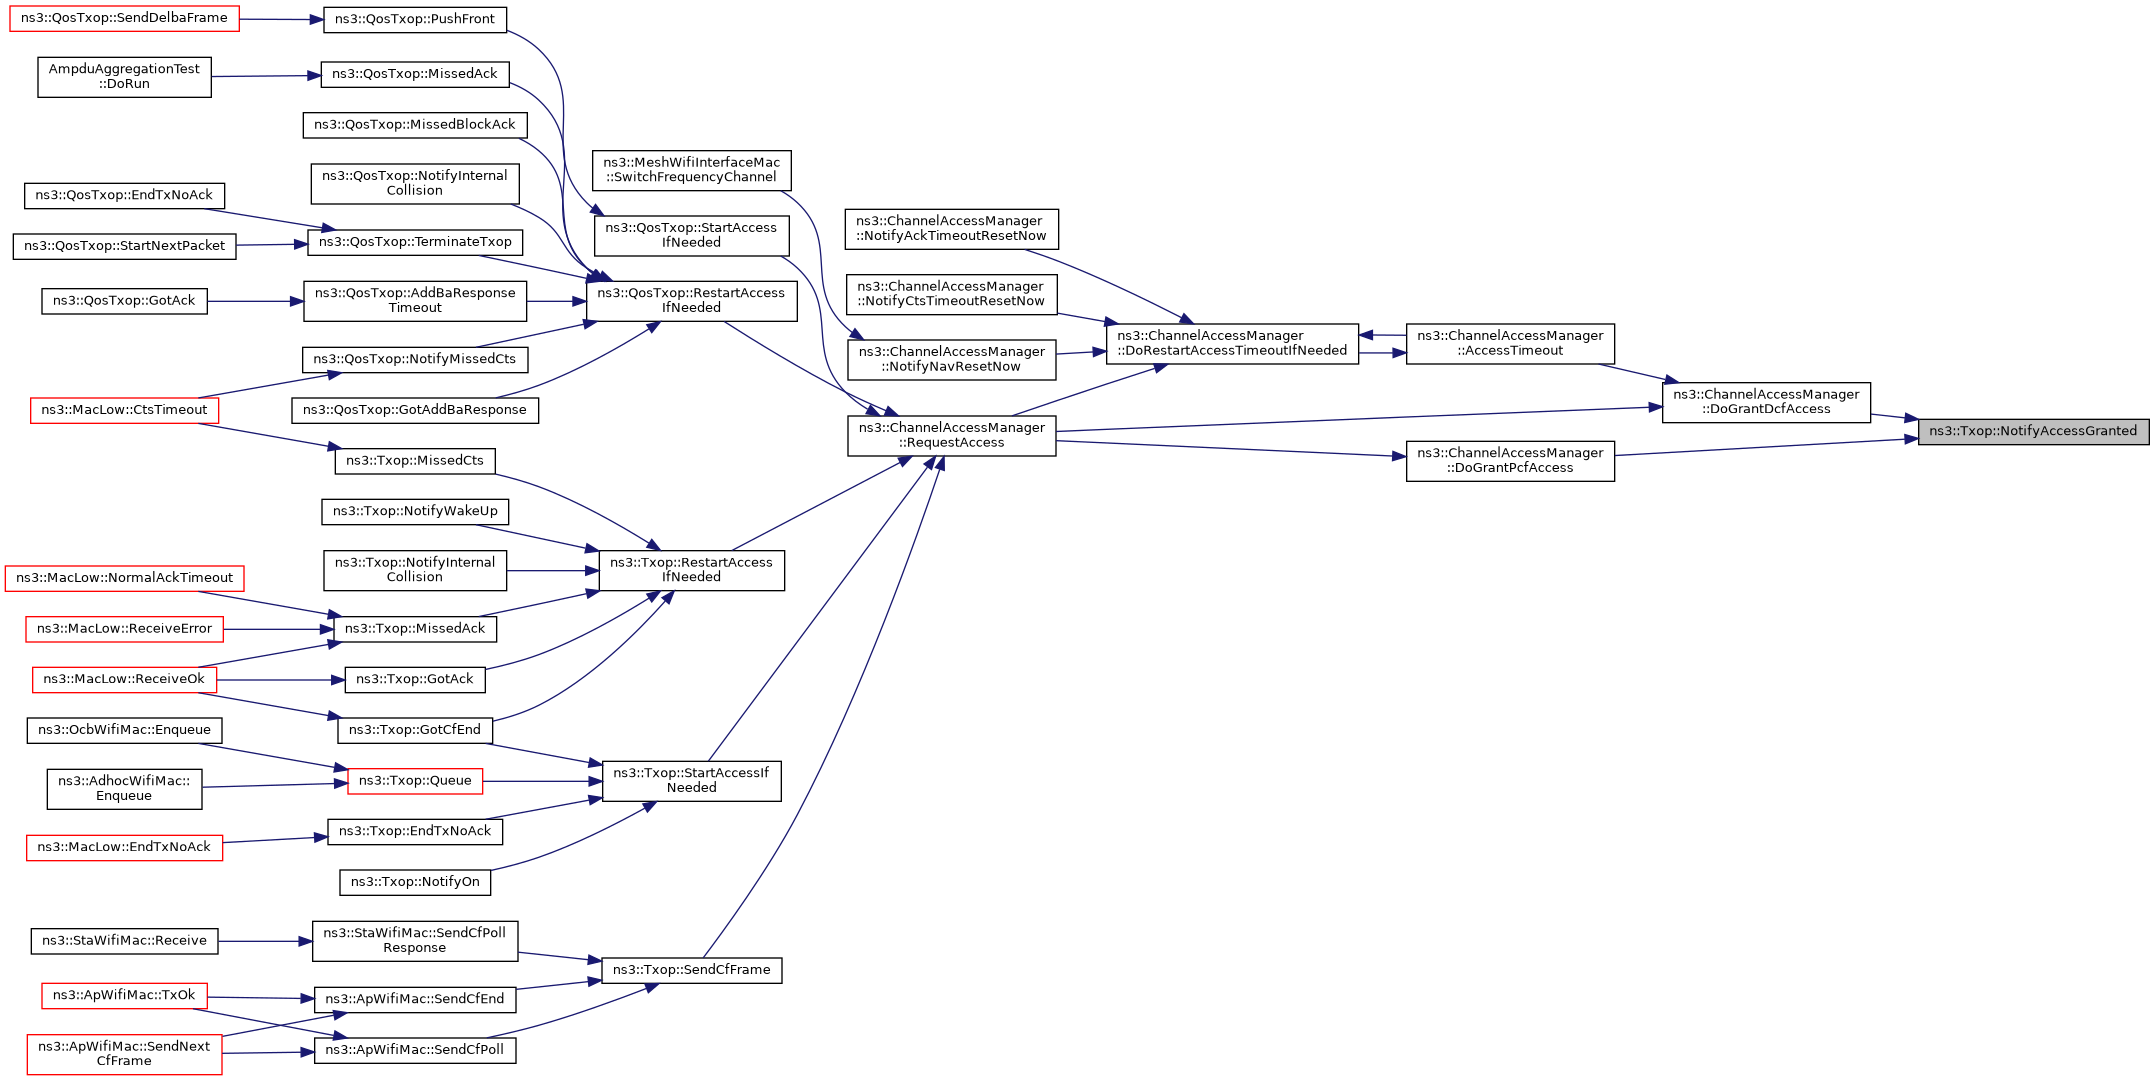 ns3::QosTxop::SendDelbaFrame
AmpduAggregationTest
::DoRun
ns3::QosTxop::EndTxNoAck
ns3::QosTxop::StartNextPacket
ns3::QosTxop::GotAck
ns3::MacLow::CtsTimeout
ns3::MacLow::NormalAckTimeout
ns3::MacLow::ReceiveError
ns3::MacLow::ReceiveOk
ns3::OcbWifiMac::Enqueue
ns3::AdhocWifiMac::
Enqueue
ns3::MacLow::EndTxNoAck
ns3::StaWifiMac::Receive
ns3::ApWifiMac::TxOk
ns3::ApWifiMac::SendNext
CfFrame
ns3::QosTxop::PushFront
ns3::QosTxop::MissedAck
ns3::QosTxop::MissedBlockAck
ns3::QosTxop::NotifyInternal
Collision
ns3::QosTxop::TerminateTxop
ns3::QosTxop::AddBaResponse
Timeout
ns3::QosTxop::NotifyMissedCts
ns3::QosTxop::GotAddBaResponse
ns3::Txop::MissedCts
ns3::Txop::NotifyWakeUp
ns3::Txop::NotifyInternal
Collision
ns3::Txop::MissedAck
ns3::Txop::GotAck
ns3::Txop::GotCfEnd
ns3::Txop::Queue
ns3::Txop::EndTxNoAck
ns3::Txop::NotifyOn
ns3::StaWifiMac::SendCfPoll
Response
ns3::ApWifiMac::SendCfEnd
ns3::ApWifiMac::SendCfPoll
ns3::MeshWifiInterfaceMac
::SwitchFrequencyChannel
ns3::QosTxop::StartAccess
IfNeeded
ns3::QosTxop::RestartAccess
IfNeeded
ns3::Txop::RestartAccess
IfNeeded
ns3::Txop::StartAccessIf
Needed
ns3::Txop::SendCfFrame
ns3::ChannelAccessManager
::NotifyAckTimeoutResetNow
ns3::ChannelAccessManager
::NotifyCtsTimeoutResetNow
ns3::ChannelAccessManager
::NotifyNavResetNow
ns3::ChannelAccessManager
::RequestAccess
ns3::ChannelAccessManager
::DoRestartAccessTimeoutIfNeeded
ns3::ChannelAccessManager
::AccessTimeout
ns3::ChannelAccessManager
::DoGrantPcfAccess
ns3::ChannelAccessManager
::DoGrantDcfAccess
ns3::Txop::NotifyAccessGranted